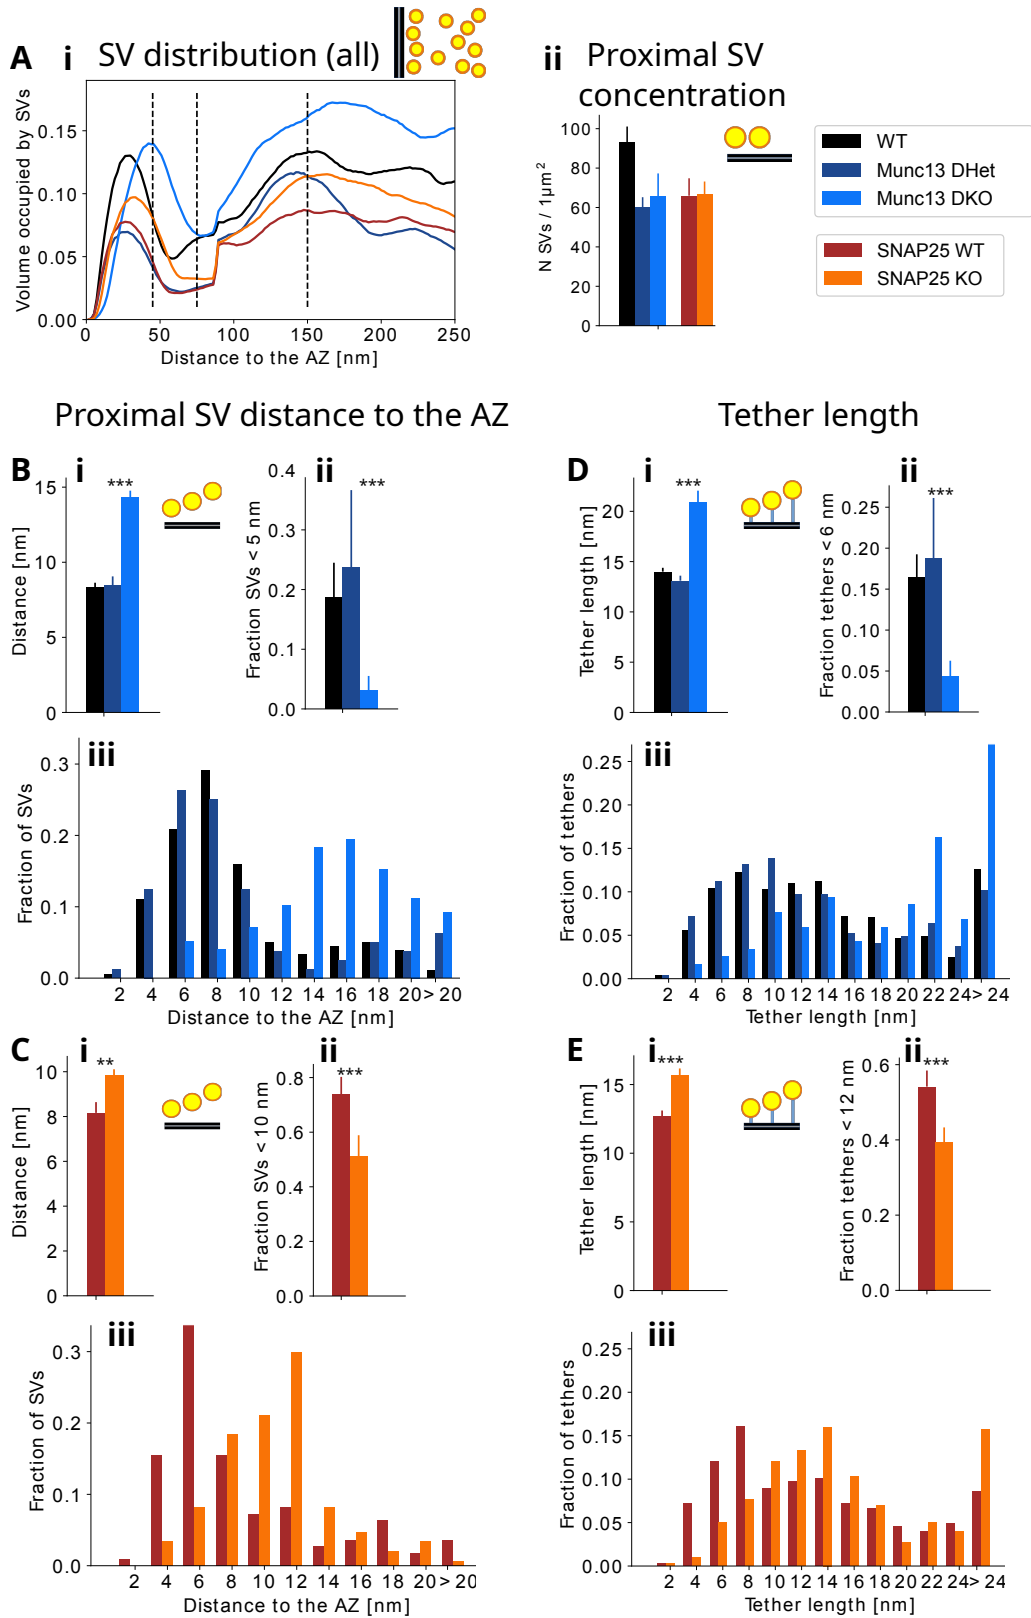 A i SV distribution (all)
Volume occupied by SVs
0.15
0.10
0.05
0.00
0 50 100 150 200 250
Distance to the AZ [nm]
ii Proximal SV
concentration
N SVs / 1µm²
100
80
60
40
20
0
WT
Munc13 DHet
Munc13 DKO
SNAP25 WT
SNAP25 KO
Proximal SV distance to the AZ
B i
***
Distance [nm]
15
10
5
0
ii
***
Fraction SVs < 5 nm
0.4
0.3
0.2
0.1
0.0
iii
Fraction of SVs
0.3
0.2
0.1
0.0
2 4 6 8 10 12 14 16 18 20 > 20
Distance to the AZ [nm]
C i
**
Distance [nm]
10
8
6
4
2
0
ii
***
Fraction SVs < 10 nm
0.8
0.6
0.4
0.2
0.0
iii
Fraction of SVs
0.3
0.2
0.1
0.0
2 4 6 8 10 12 14 16 18 20 > 20
Distance to the AZ [nm]
Tether length
D i
***
Tether length [nm]
20
15
10
5
0
ii
***
Fraction tethers < 6 nm
0.25
0.20
0.15
0.10
0.05
0.00
iii
Fraction of tethers
0.25
0.20
0.15
0.10
0.05
0.00
2 4 6 8 10 12 14 16 18 20 22 24 > 24
Tether length [nm]
E i
***
Tether length [nm]
15
10
5
0
ii
***
Fraction tethers < 12 nm
0.6
0.4
0.2
0.0
iii
Fraction of tethers
0.25
0.20
0.15
0.10
0.05
0.00
2 4 6 8 10 12 14 16 18 20 22 24 > 24
Tether length [nm]